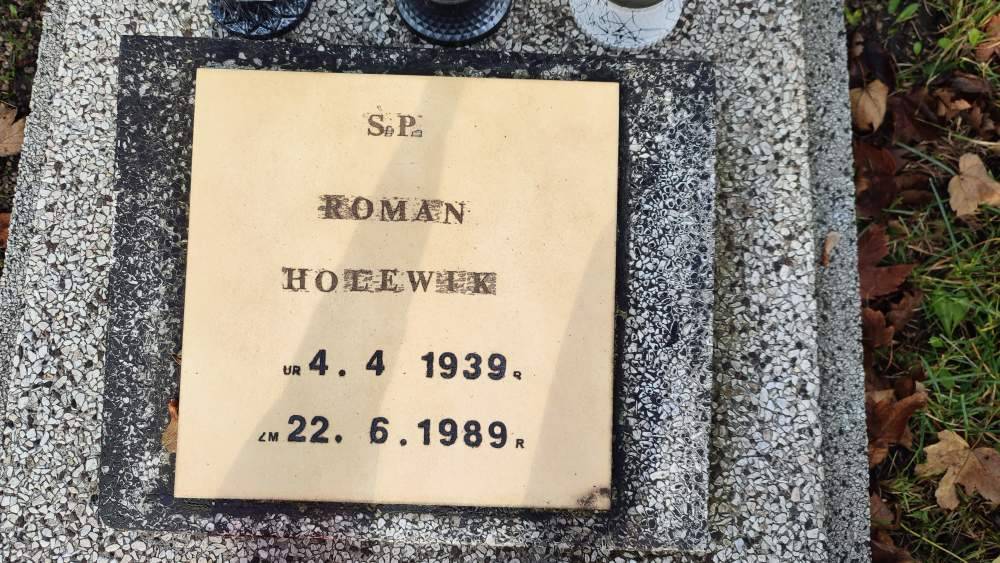 Ś.P.
ROMAN
HOLEWIK
UR 4. 4 1939 R
ZM 22. 6.1989 R